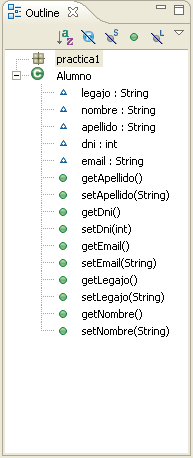 Outline
practica1
Alumno
legajo : String
nombre : String
apellido : String
dni : int
email : String
getApellido()
setApellido(String)
getDni()
setDni(int)
getEmail()
setEmail(String)
getLegajo()
setLegajo(String)
getNombre()
setNombre(String)